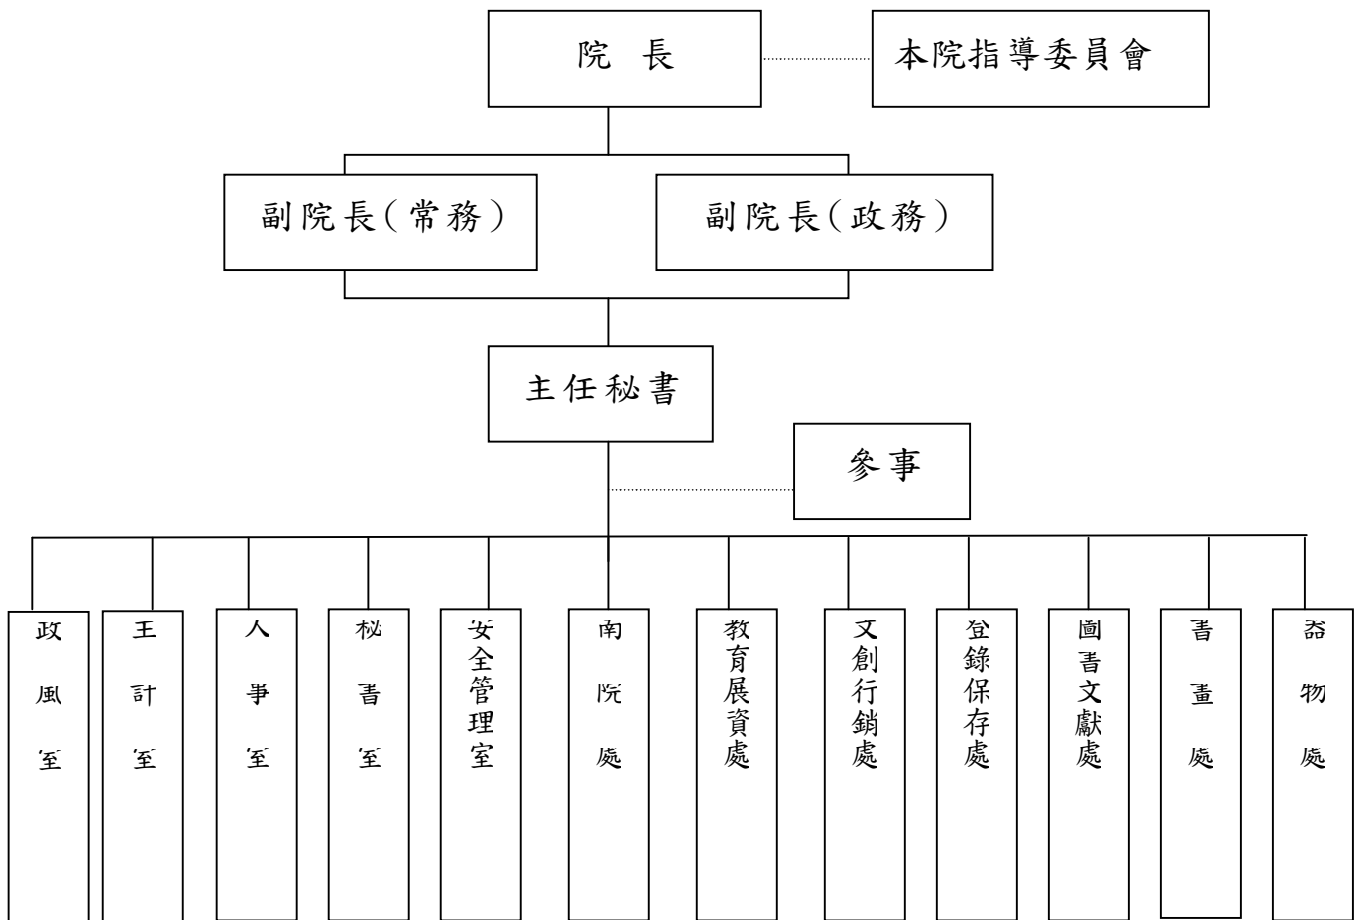 院長
本院指導委員會
副院長(常務)
副院長(政務)
主任秘書
參事
政風室
主計室
人事室
秘書室
安全管理室
南院處
教育展資處
文創行銷處
登錄保存處
圖書文獻處
書畫處
器物處